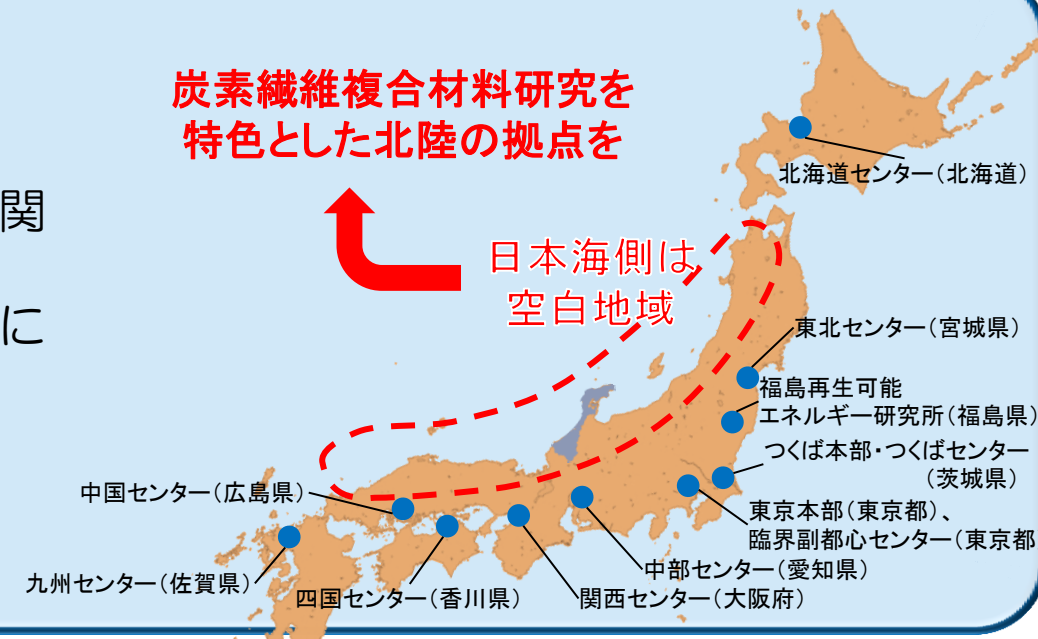 炭素繊維複合材料研究を
特色とした北陸の拠点を
関
に
日本海側は
空白地域
北海道センター(北海道)
東北センター(宮城県)
福島再生可能
エネルギー研究所(福島県)
つくば本部・つくばセンター
(茨城県)
東京本部(東京都)、
臨界副都心センター(東京都
中部センター(愛知県)
関西センター(大阪府)
四国センター(香川県)
中国センター(広島県)
九州センター(佐賀県)